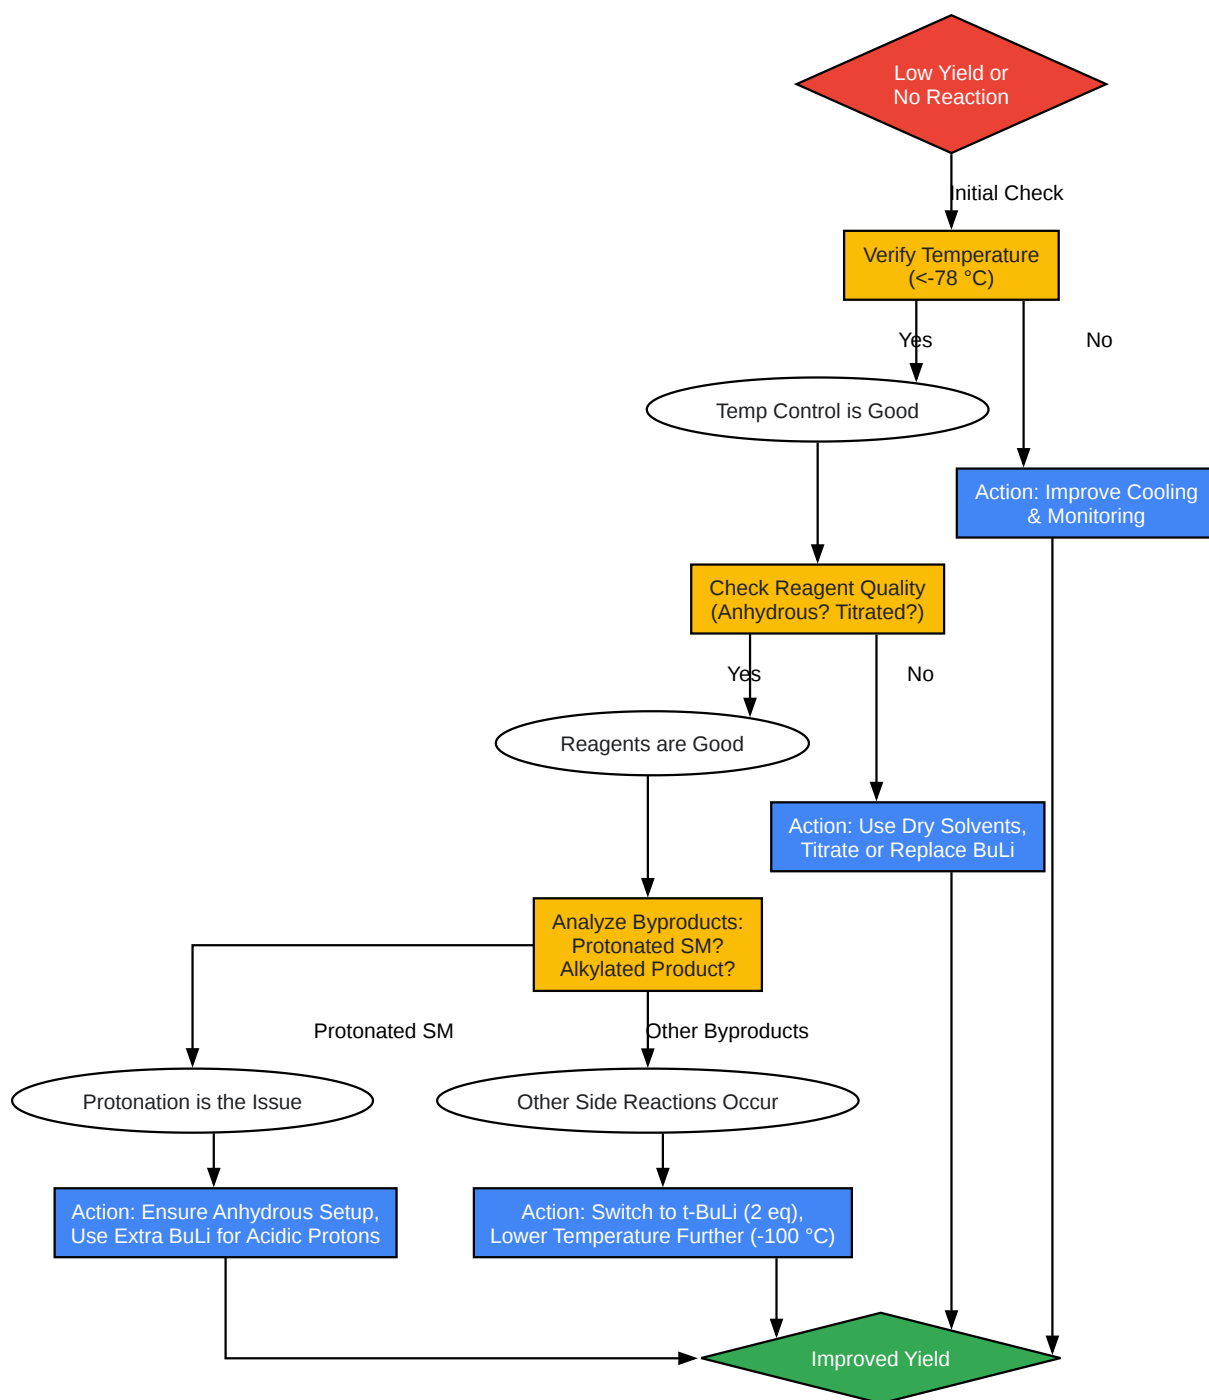 Low Yield or
No Reaction
Initial Check
Verify Temperature
(<-78 °C)
Yes
No
Temp Control is Good
Action: Improve Cooling
& Monitoring
Check Reagent Quality
(Anhydrous? Titrated?)
Yes
No
Reagents are Good
Action: Use Dry Solvents,
Titrate or Replace BuLi
Analyze Byproducts:
Protonated SM?
Alkylated Product?
Protonated SM
Other Byproducts
Protonation is the Issue
Other Side Reactions Occur
Action: Ensure Anhydrous Setup,
Use Extra BuLi for Acidic Protons
Action: Switch to t-BuLi (2 eq),
Lower Temperature Further (-100 °C)
Improved Yield